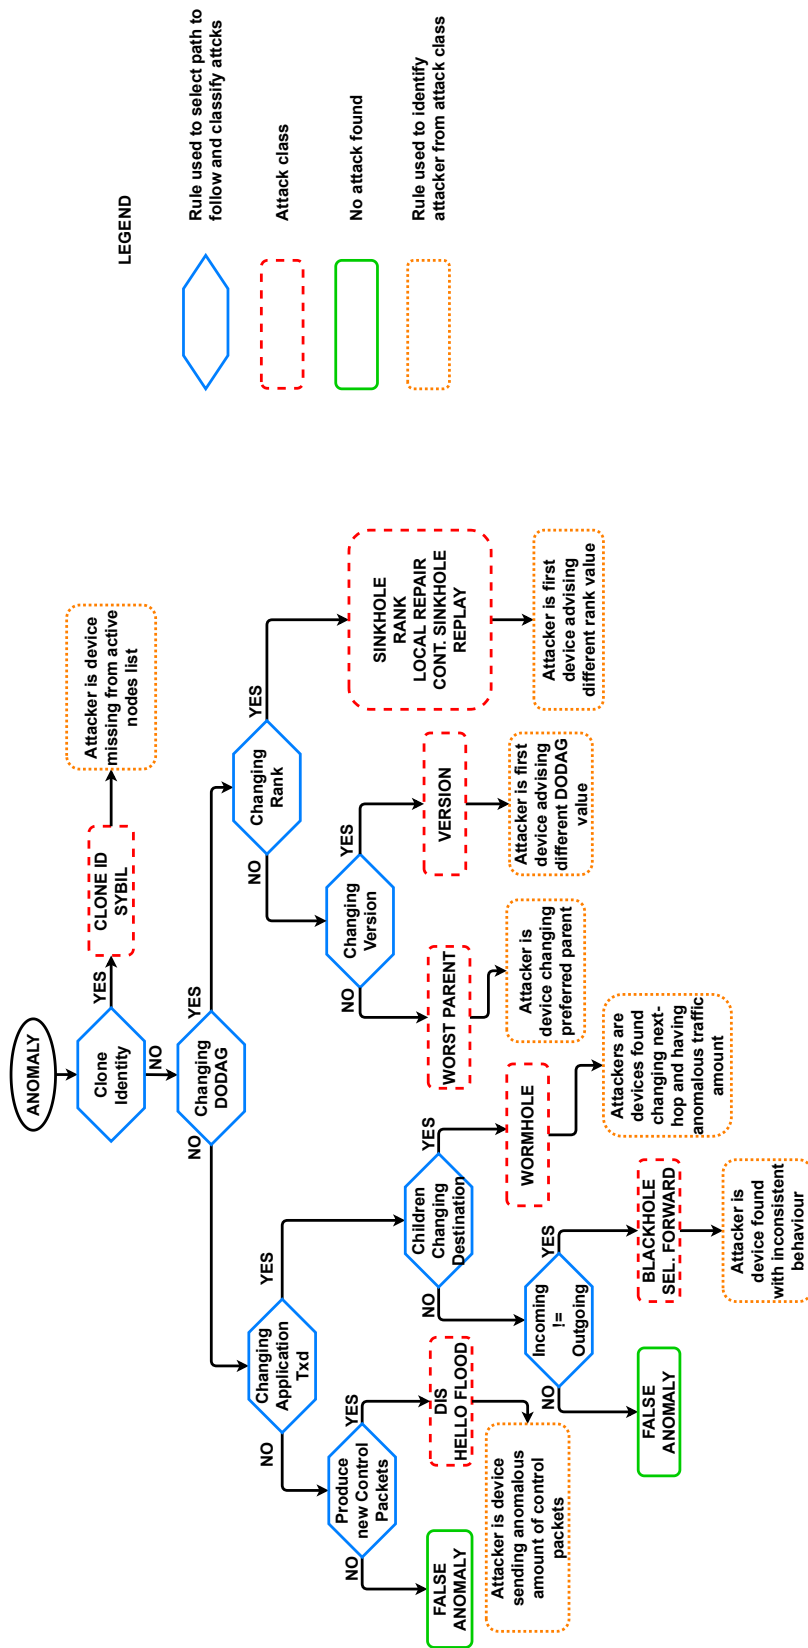 ANOMALY
Clone
Identity
YES
CLONE ID
SYBIL
Attacker is device
missing from active
nodes list
NO
Changing
DODAG
YES
Changing
Rank
YES
SINKHOLE
RANK
LOCAL REPAIR
CONT. SINKHOLE
REPLAY
Attacker is first
device advising
different rank value
NO
Changing
Version
YES
VERSION
Attacker is first
device advising
different DODAG
value
NO
WORST PARENT
Attacker is
device changing
preferred parent
NO
Changing
Application
Txd
YES
Children
Changing
Destination
YES
WORMHOLE
Attackers are
devices found
changing next-
hop and having
anomalous traffic
amount
NO
Incoming
!=
Outgoing
YES
BLACKHOLE
SEL. FORWARD
Attacker is
device found
with inconsistent
behaviour
NO
FALSE
ANOMALY
NO
Produce
new Control
Packets
YES
DIS
HELLO FLOOD
Attacker is device
sending anomalous
amount of control
packets
NO
FALSE
ANOMALY
LEGEND
Rule used to select path to
follow and classify attcks
Attack class
No attack found
Rule used to identify
attacker from attack class